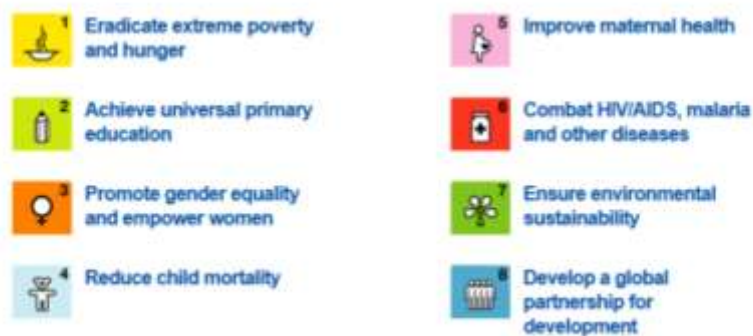 1
Eradicate extreme poverty
and hunger
2
Achieve universal primary
education
3
Promote gender equality
and empower women
4
Reduce child mortality
5
Improve maternal health
6
Combat HIV/AIDS, malaria
and other diseases
7
Ensure environmental
sustainability
8
Develop a global
partnership for
development